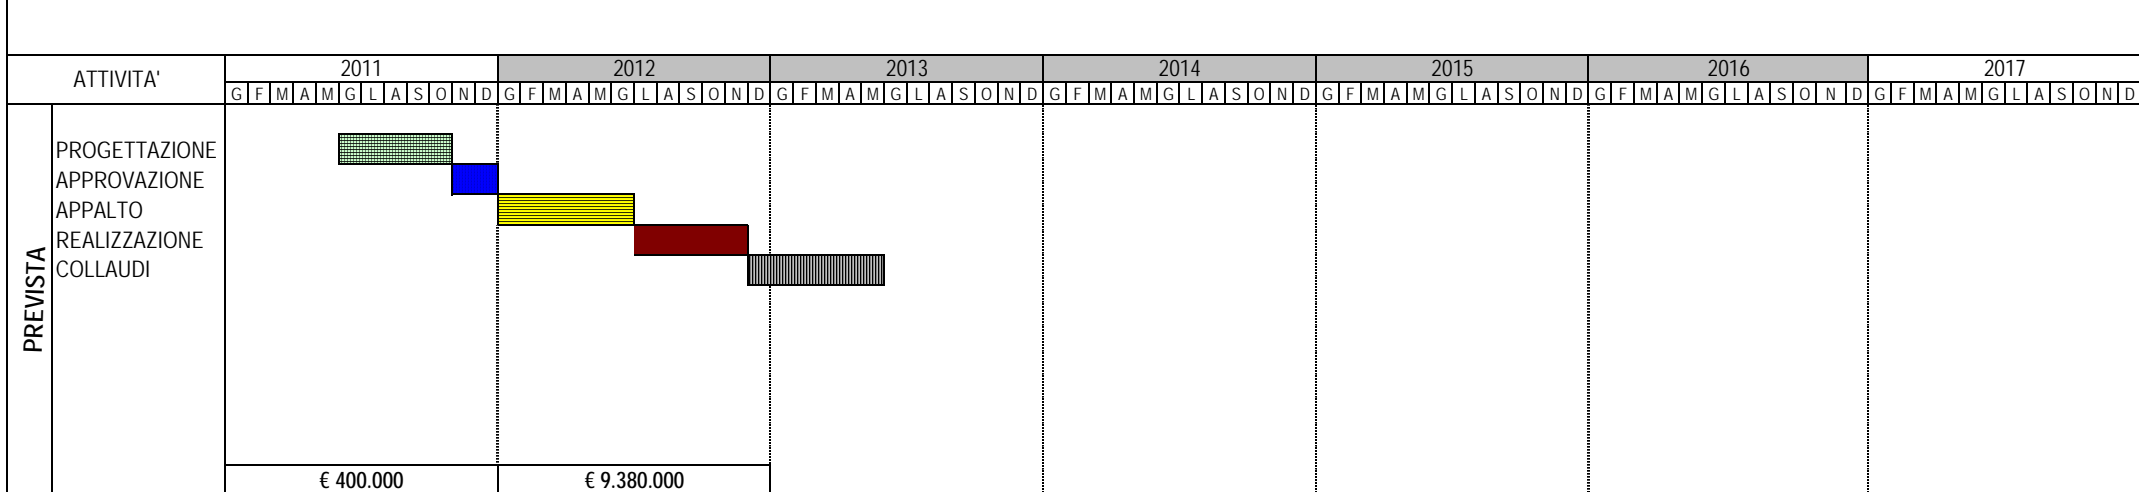 ATTIVITA'
2011 2012 2013 2014 2015 2016 2017
G F M A M G L A S O N D G F M A M G L A S O N D G F M A M G L A S O N D G F M A M G L A S O N D G F M A M G L A S O N D G F M A M G L A S O N D G F M A M G L A S O N D
PREVISTA
PROGETTAZIONE
APPROVAZIONE
APPALTO
REALIZZAZIONE
COLLAUDI
€ 400.000 € 9.380.000